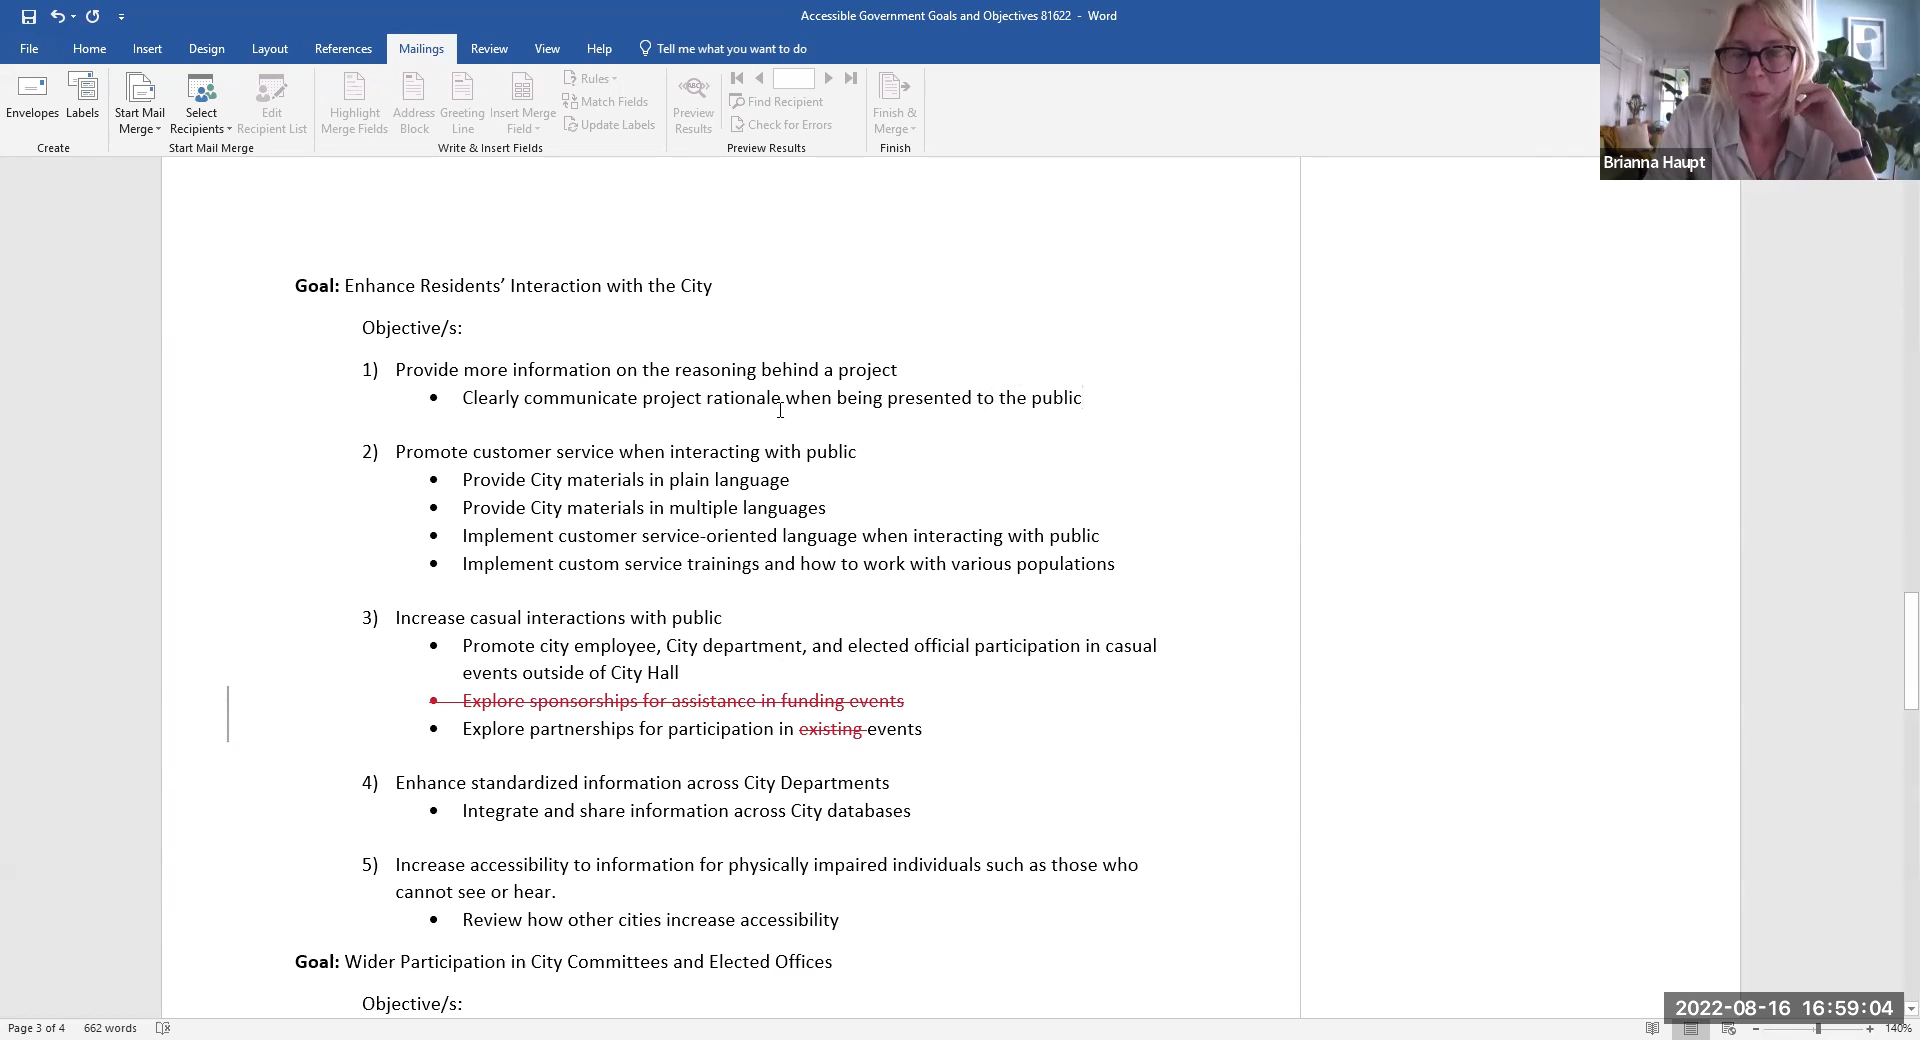 Accessible Government Goals and Objectives 81622 - Word
File Home Insert Design Layout References Mailings Review View Help Tell me what you want to do
Envelopes Labels Start Mail Merge Select Recipients Edit Recipient List Highlight Merge Fields Address Block Greeting Line Insert Merge Field Rules Match Fields Update Labels Preview Results Find Recipient Check for Errors Finish & Merge
Create Start Mail Merge Write & Insert Fields Preview Results Finish
Brianna Haupt
Goal: Enhance Residents’ Interaction with the City
Objective/s:
1) Provide more information on the reasoning behind a project
• Clearly communicate project rationale when being presented to the public
2) Promote customer service when interacting with public
• Provide City materials in plain language
• Provide City materials in multiple languages
• Implement customer service-oriented language when interacting with public
• Implement custom service trainings and how to work with various populations
3) Increase casual interactions with public
• Promote city employee, City department, and elected official participation in casual
events outside of City Hall
• Explore sponsorships for assistance in funding events
• Explore partnerships for participation in existing events
4) Enhance standardized information across City Departments
• Integrate and share information across City databases
5) Increase accessibility to information for physically impaired individuals such as those who
cannot see or hear.
• Review how other cities increase accessibility
Goal: Wider Participation in City Committees and Elected Offices
Objective/s:
2022-08-16 16:59:04
Page 3 of 4 662 words 140%